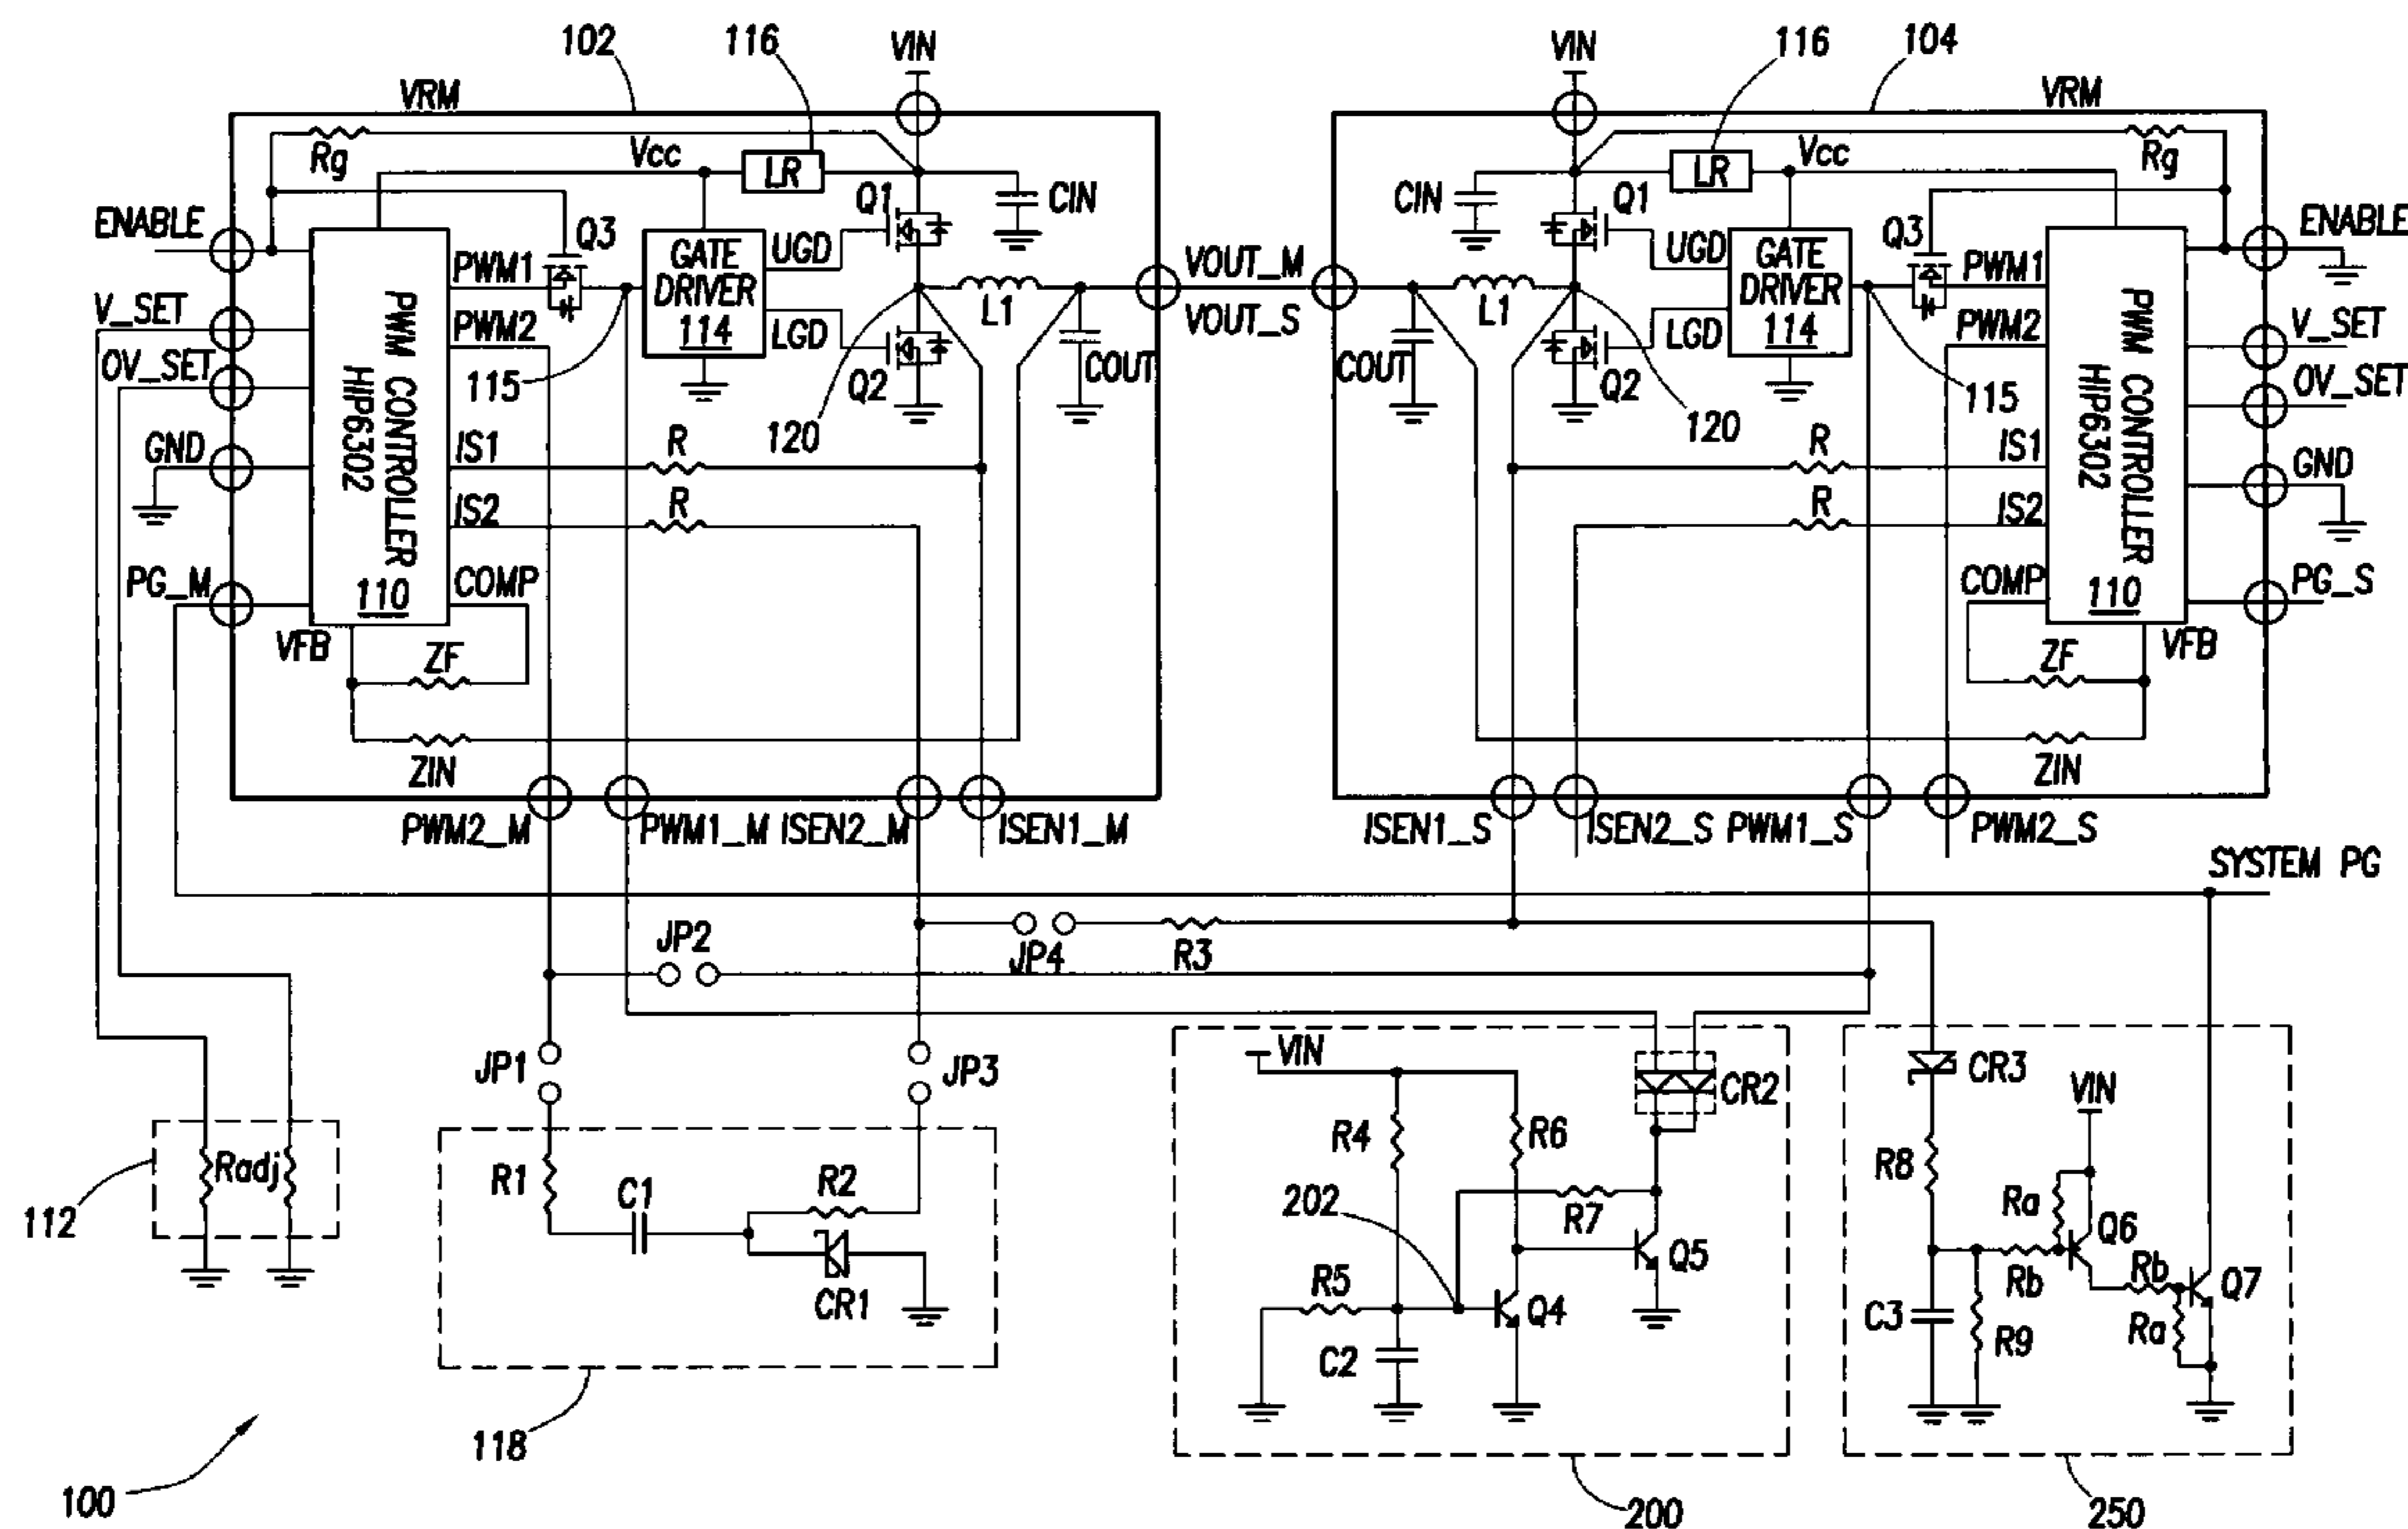 102
116
VIN
VIN
116
104
VRM
VRM
Rg
Vcc
LR
LR
Vcc
Rg
CIN
CIN
Q1
Q1
ENABLE
ENABLE
Q3
Q3
PWM1
GATE
DRIVER
114
UGD
LGD
UGD
LGD
GATE
DRIVER
114
PWM1
V_SET
PWM2
L1
VOUT_M
VOUT_S
L1
PWM2
V_SET
OV_SET
OV_SET
PWM CONTROLLER
HIP6302
110
115
Q2
COUT
COUT
Q2
115
PWM CONTROLLER
HIP6302
110
120
120
GND
IS1
R
R
IS1
GND
IS2
R
R
IS2
PG_M
COMP
COMP
PG_S
VFB
ZF
ZF
VFB
ZIN
ZIN
PWM2_M
PWM1_M
ISEN2_M
ISEN1_M
ISEN1_S
ISEN2_S
PWM1_S
PWM2_S
SYSTEM PG
JP2
JP4
R3
JP1
JP3
VIN
CR2
CR3
VIN
R4
R6
R8
112
Radj
R1
C1
R2
CR1
202
R7
Ra
Q6
Q5
Rb
Rb
Q7
R5
Q4
C2
C3
R9
Ra
118
100
200
250